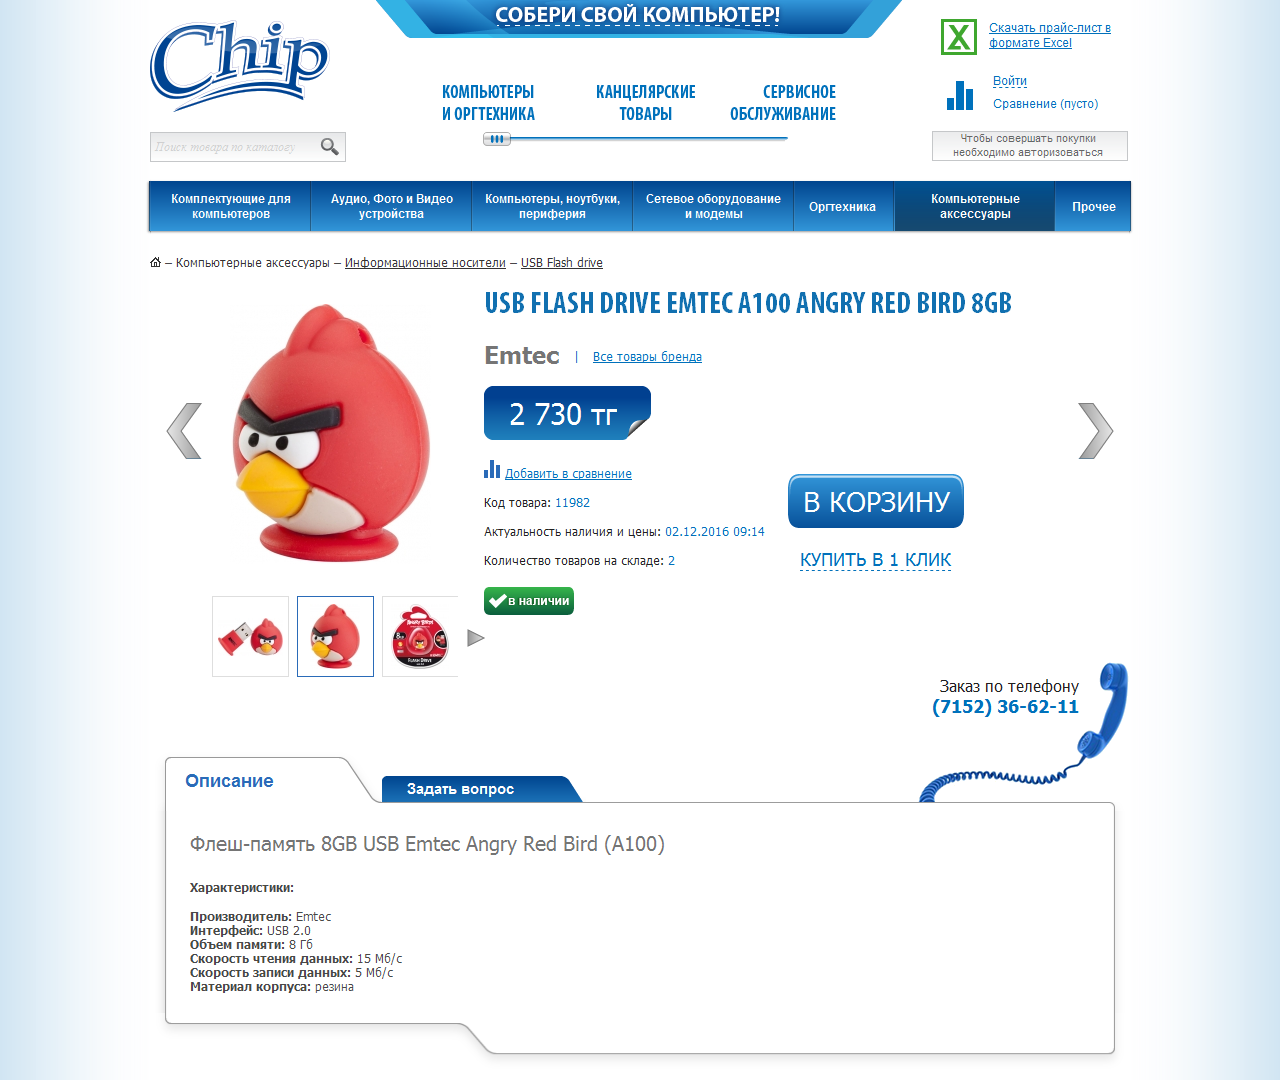 СОБЕРИ СВОЙ КОМПЬЮТЕР!
Chip
Скачать прайс-лист в
формате Excel
КОМПЬЮТЕРЫ
И ОРГТЕХНИКА
КАНЦЕЛЯРСКИЕ
ТОВАРЫ
СЕРВИСНОЕ
ОБСЛУЖИВАНИЕ
Войти
Сравнение (пусто)
Поиск товара по каталогу
Чтобы совершать покупки
необходимо авторизоваться
Комплектующие для
компьютеров
Аудио, Фото и Видео
устройства
Компьютеры, ноутбуки,
периферия
Сетевое оборудование
и модемы
Оргтехника
Компьютерные
аксессуары
Прочее
– Компьютерные аксессуары – Информационные носители – USB Flash drive
USB FLASH DRIVE EMTEC A100 ANGRY RED BIRD 8GB
Emtec | Все товары бренда
2 730 тг
Добавить в сравнение
Код товара: 11982
Актуальность наличия и цены: 02.12.2016 09:14
Количество товаров на складе: 2
в наличии
В КОРЗИНУ
КУПИТЬ В 1 КЛИК
Заказ по телефону
(7152) 36-62-11
Описание
Задать вопрос
Флеш-память 8GB USB Emtec Angry Red Bird (A100)
Характеристики:
Производитель: Emtec
Интерфейс: USB 2.0
Объем памяти: 8 Гб
Скорость чтения данных: 15 Мб/с
Скорость записи данных: 5 Мб/с
Материал корпуса: резина